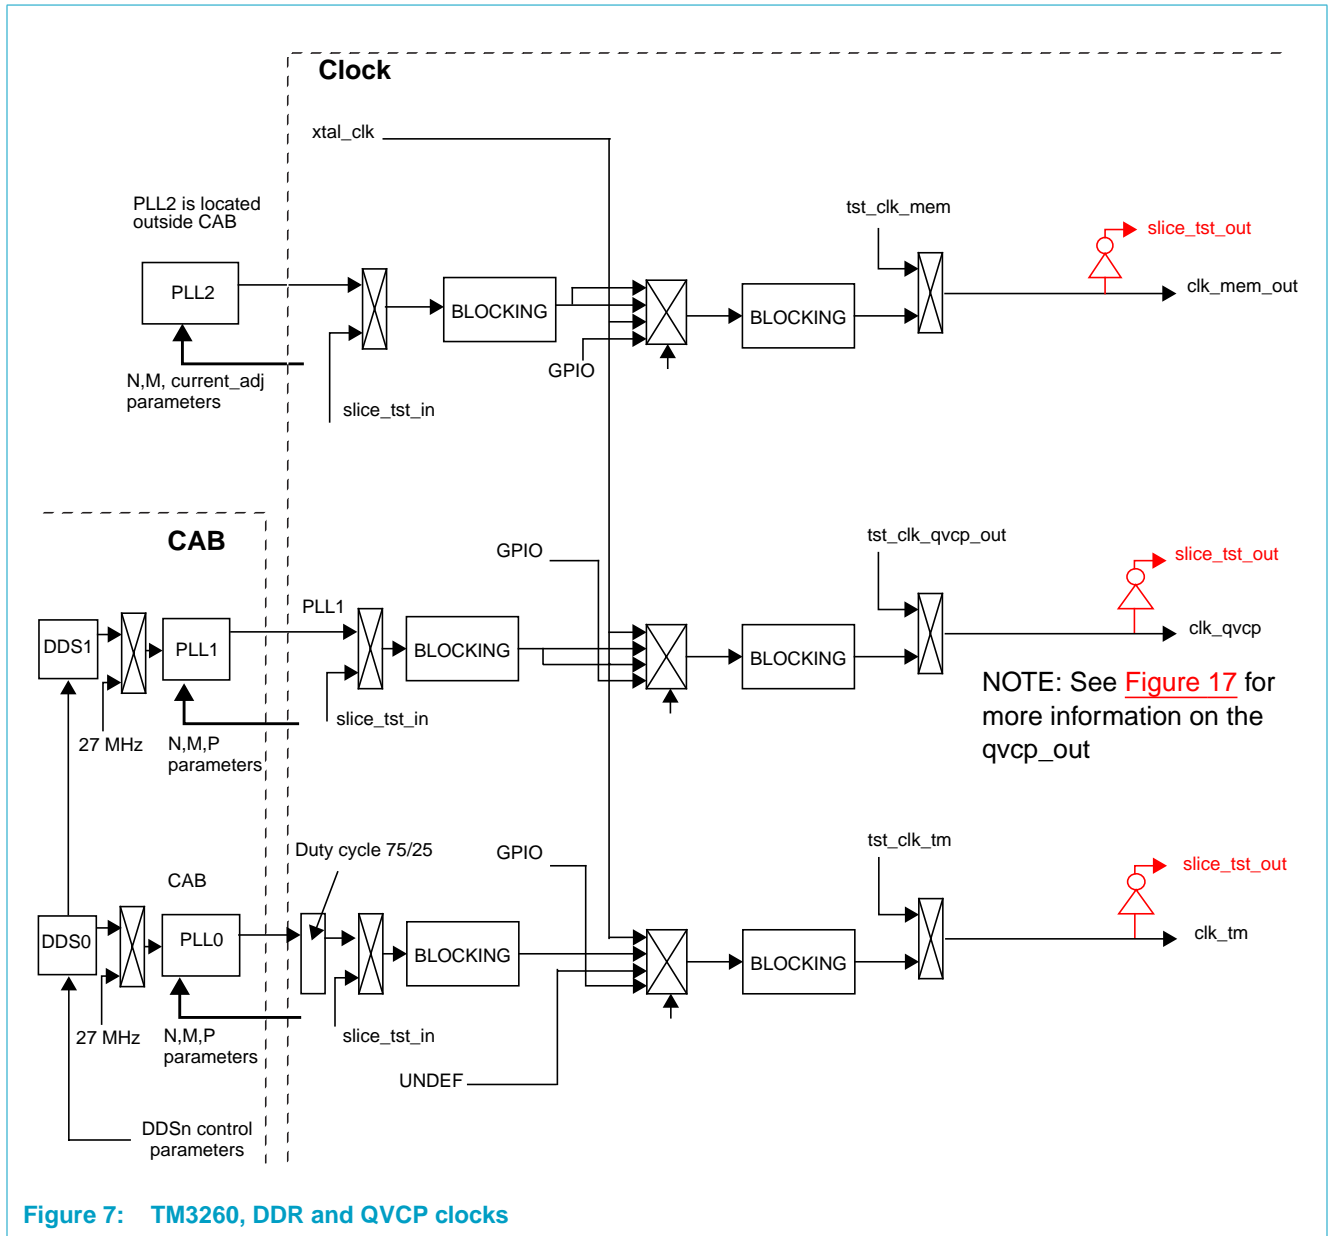 Clock
xtal_clk
PLL2 is located
outside CAB
tst_clk_mem
slice_tst_out
PLL2
BLOCKING
BLOCKING
clk_mem_out
GPIO
N,M, current_adj
parameters
slice_tst_in
CAB
GPIO
tst_clk_qvcp_out
slice_tst_out
PLL1
DDS1
PLL1
BLOCKING
BLOCKING
clk_qvcp
NOTE: See Figure 17 for
more information on the
qvcp_out
slice_tst_in
27 MHz
N,M,P
parameters
Duty cycle 75/25
GPIO
tst_clk_tm
slice_tst_out
CAB
DDS0
PLL0
BLOCKING
BLOCKING
clk_tm
27 MHz
N,M,P
parameters
slice_tst_in
UNDEF
DDSn control
parameters
Figure 7: TM3260, DDR and QVCP clocks